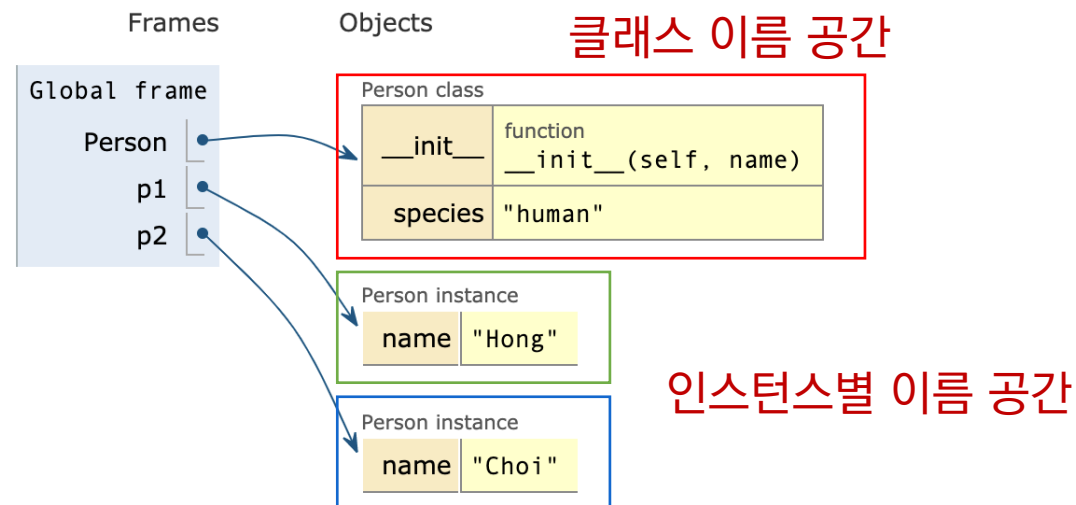 Frames
Objects
클래스 이름 공간
Global frame
Person
p1
p2
Person class
__init__
function
__init__(self, name)
species
"human"
Person instance
name
"Hong"
인스턴스별 이름 공간
Person instance
name
"Choi"